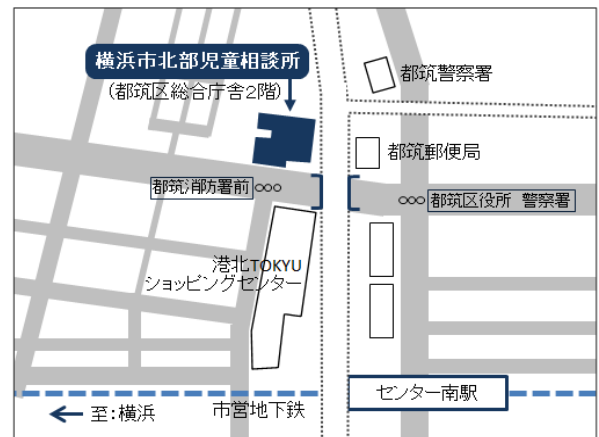 横浜市北部児童相談所
(都筑区総合庁舎2階)
都筑警察署
都筑郵便局
都筑消防署前
都筑区役所 警察署
港北TOKYU
ショッピングセンター
センター南駅
← 至:横浜
市営地下鉄